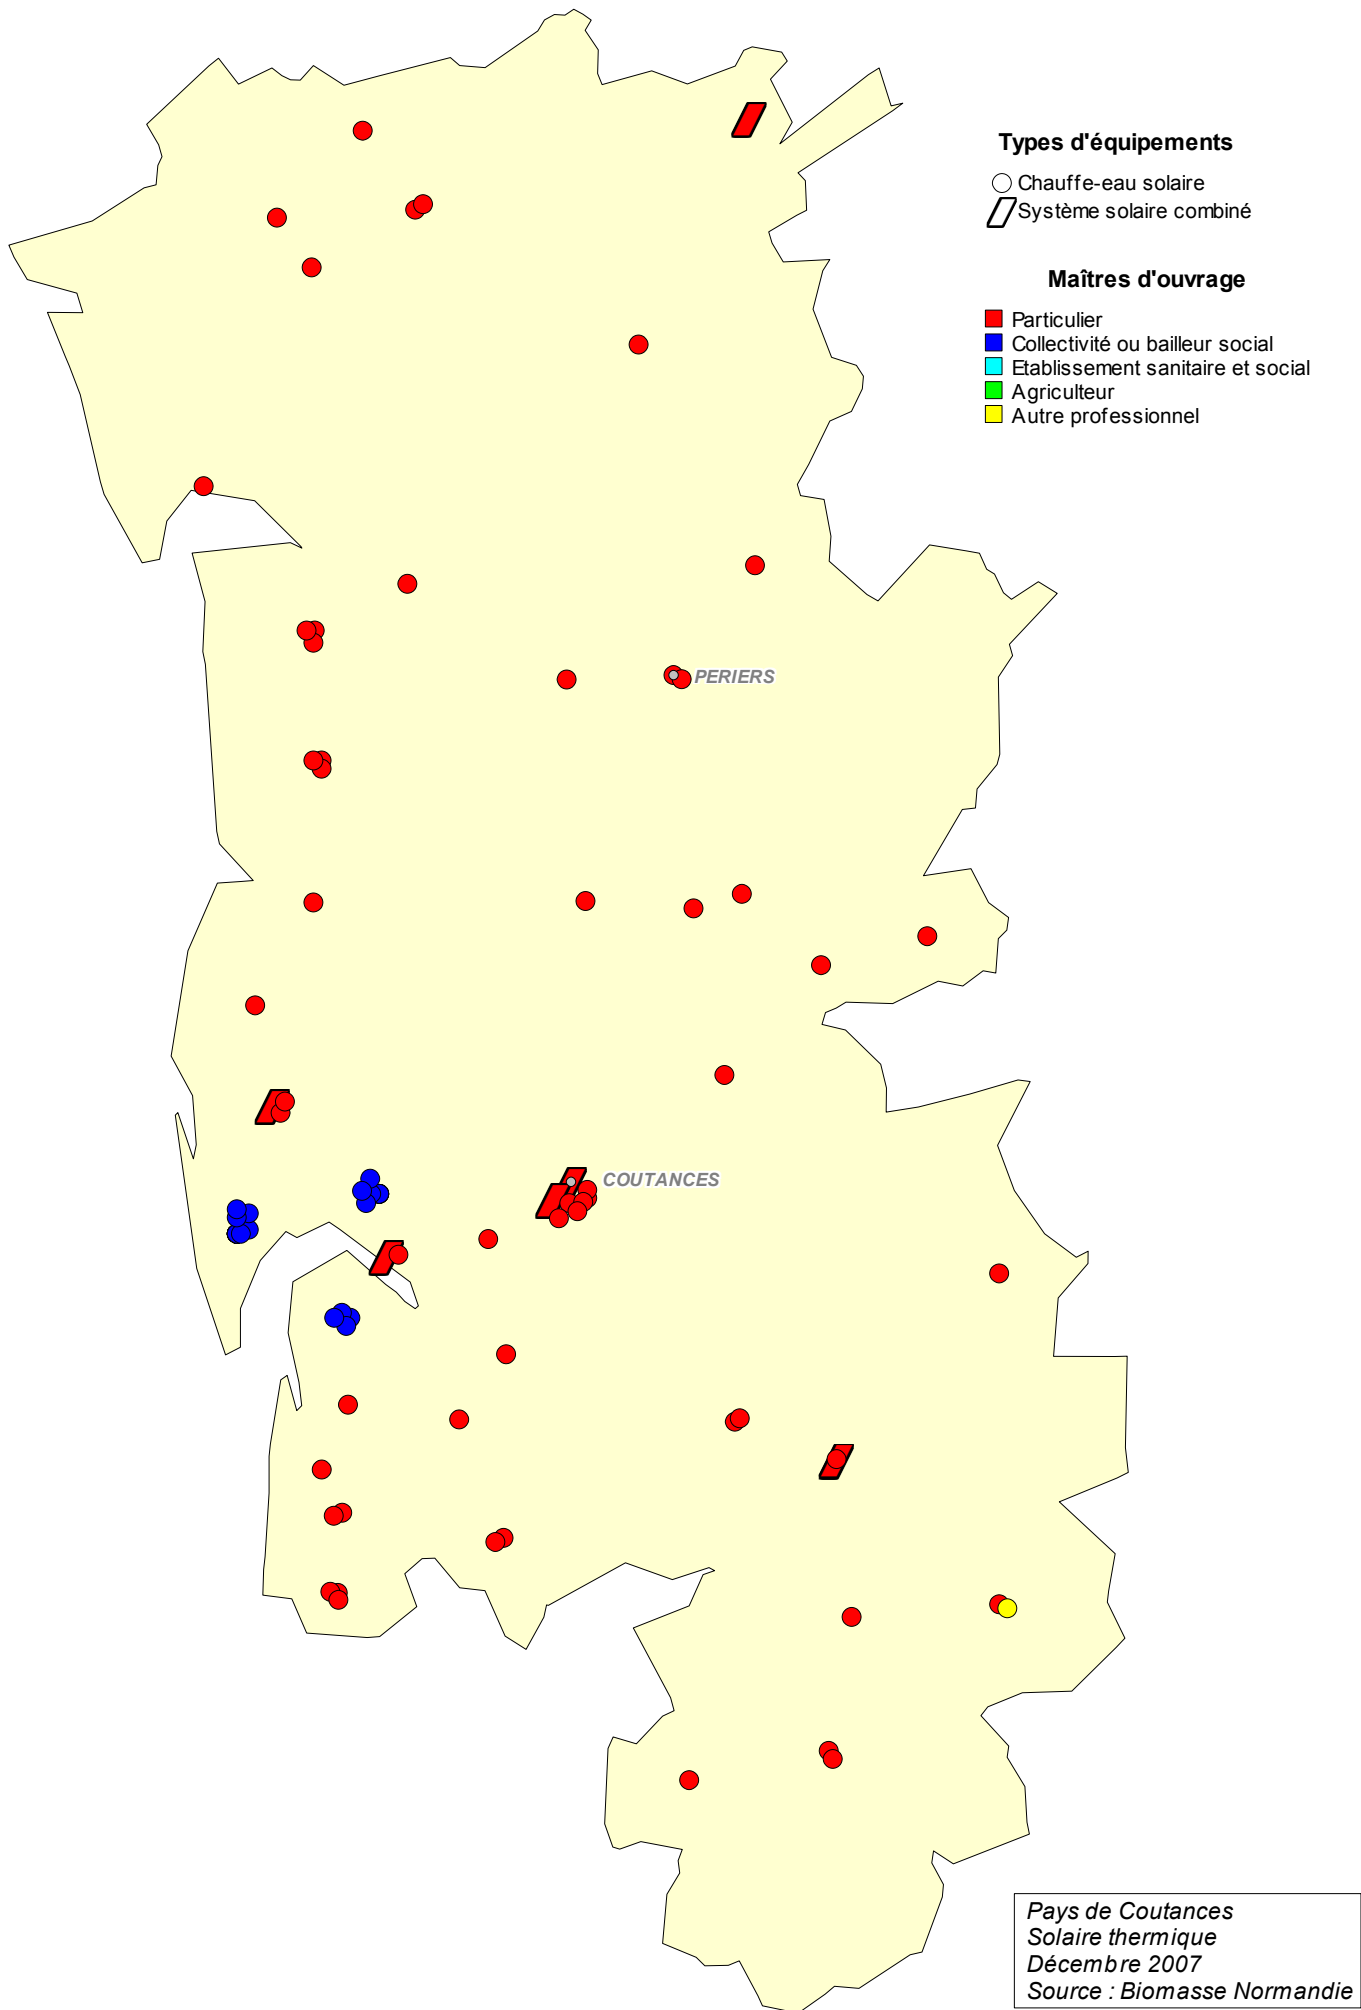 Types d'équipements
Chauffe-eau solaire
Système solaire combiné
Maîtres d'ouvrage
Particulier
Collectivité ou bailleur social
Etablissement sanitaire et social
Agriculteur
Autre professionnel
PERIERS
COUTANCES
Pays de Coutances
Solaire thermique
Décembre 2007
Source : Biomasse Normandie